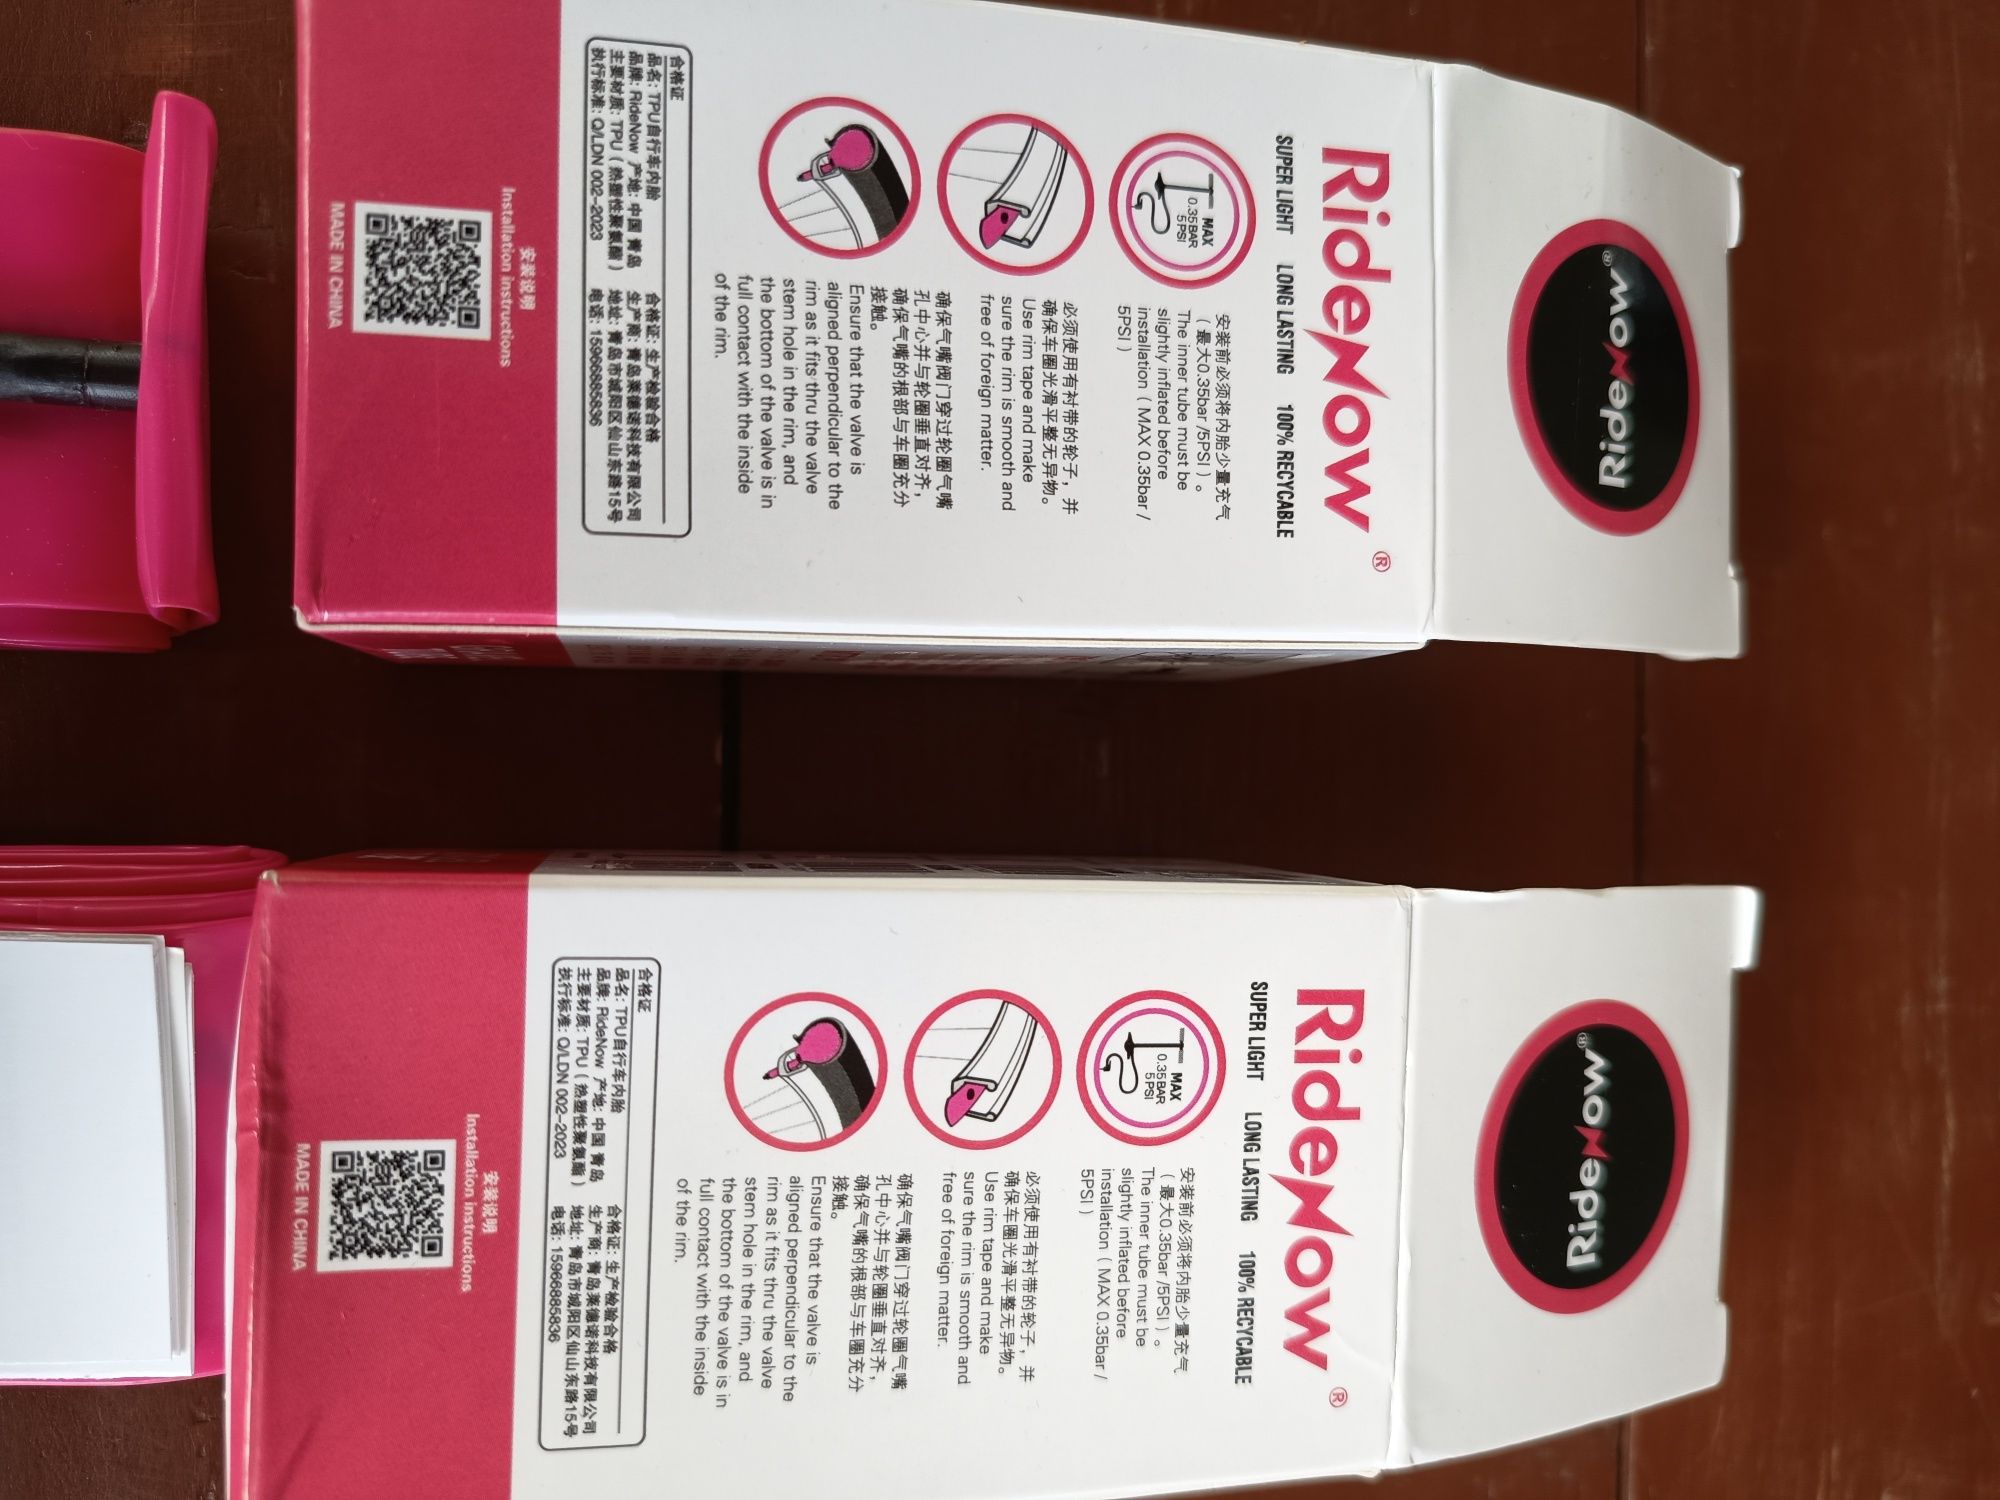 RideNow®
RideNow®
SUPER LIGHT LONG LASTING 100% RECYCABLE
MAX
0.35BAR
5PSI
安装前必须将内胎少量充气
（最大0.35bar /5PSI）。
The inner tube must be
slightly inflated before
installation（MAX 0.35bar /
5PSI）
必须使用有衬带的轮子，并
确保车圈光滑平整无异物。
Use rim tape and make
sure the rim is smooth and
free of foreign matter.
确保气嘴阀门穿过轮圈气嘴
孔中心并与轮圈垂直对齐，
确保气嘴的根部与车圈充分
接触。
Ensure that the valve is
aligned perpendicular to the
rim as it fits thru the valve
stem hole in the rim, and
the bottom of the valve is in
full contact with the inside
of the rim.
合格证
品名: TPU自行车内胎
品牌: RideNow 产地: 中国 青岛
主要材质: TPU（热塑性聚氨酯）
执行标准: Q/LDN 002-2023
合格证: 生产检验合格
生产商: 青岛莱德诺科技有限公司
地址: 青岛市城阳区仙山东路15号
电话: 15966885836
安装说明
Installation instructions
MADE IN CHINA
RideNow®
RideNow®
SUPER LIGHT LONG LASTING 100% RECYCABLE
MAX
0.35BAR
5PSI
安装前必须将内胎少量充气
（最大0.35bar /5PSI）。
The inner tube must be
slightly inflated before
installation（MAX 0.35bar /
5PSI）
必须使用有衬带的轮子，并
确保车圈光滑平整无异物。
Use rim tape and make
sure the rim is smooth and
free of foreign matter.
确保气嘴阀门穿过轮圈气嘴
孔中心并与轮圈垂直对齐，
确保气嘴的根部与车圈充分
接触。
Ensure that the valve is
aligned perpendicular to the
rim as it fits thru the valve
stem hole in the rim, and
the bottom of the valve is in
full contact with the inside
of the rim.
合格证
品名: TPU自行车内胎
品牌: RideNow 产地: 中国 青岛
主要材质: TPU（热塑性聚氨酯）
执行标准: Q/LDN 002-2023
合格证: 生产检验合格
生产商: 青岛莱德诺科技有限公司
地址: 青岛市城阳区仙山东路15号
电话: 15966885836
安装说明
Installation instructions
MADE IN CHINA